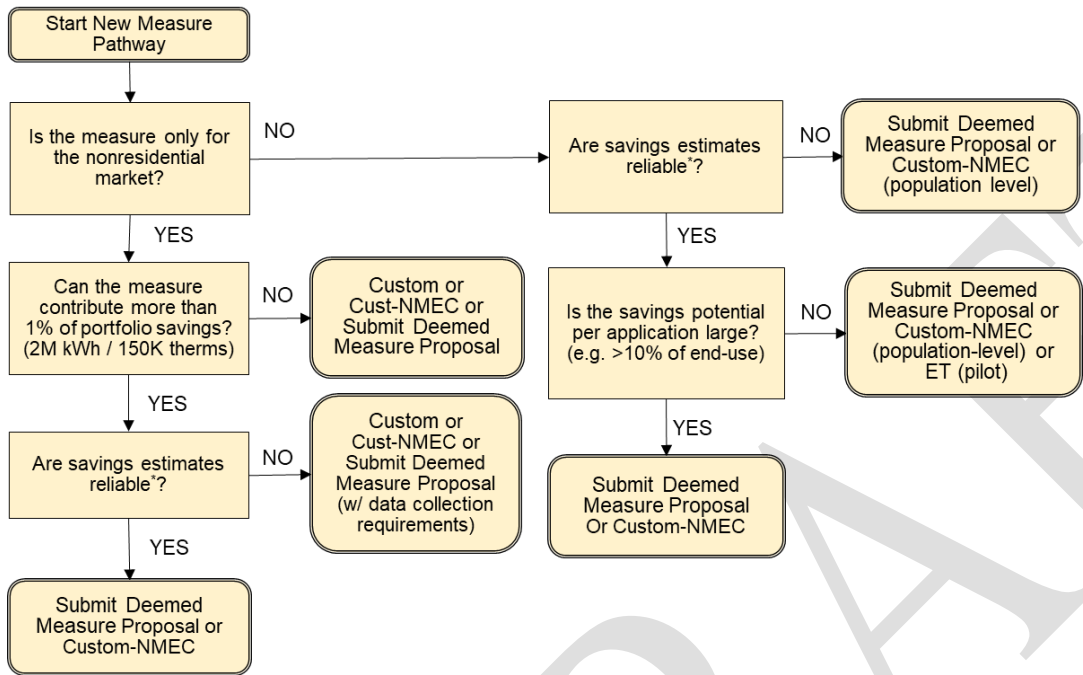 Start New Measure
Pathway
Is the measure only for
the nonresidential
market?
NO
YES
Can the measure
contribute more than
1% of portfolio savings?
(2M kWh / 150K therms)
NO
Custom or
Cust-NMEC or
Submit Deemed
Measure Proposal
YES
Are savings estimates
reliable*?
NO
Custom or
Cust-NMEC or
Submit Deemed
Measure Proposal
(w/ data collection
requirements)
YES
Submit Deemed
Measure Proposal or
Custom-NMEC
Are savings estimates
reliable*?
NO
Submit Deemed
Measure Proposal or
Custom-NMEC
(population level)
YES
Is the savings potential
per application large?
(e.g. >10% of end-use)
NO
Submit Deemed
Measure Proposal or
Custom-NMEC
(population-level) or
ET (pilot)
YES
Submit Deemed
Measure Proposal
Or Custom-NMEC